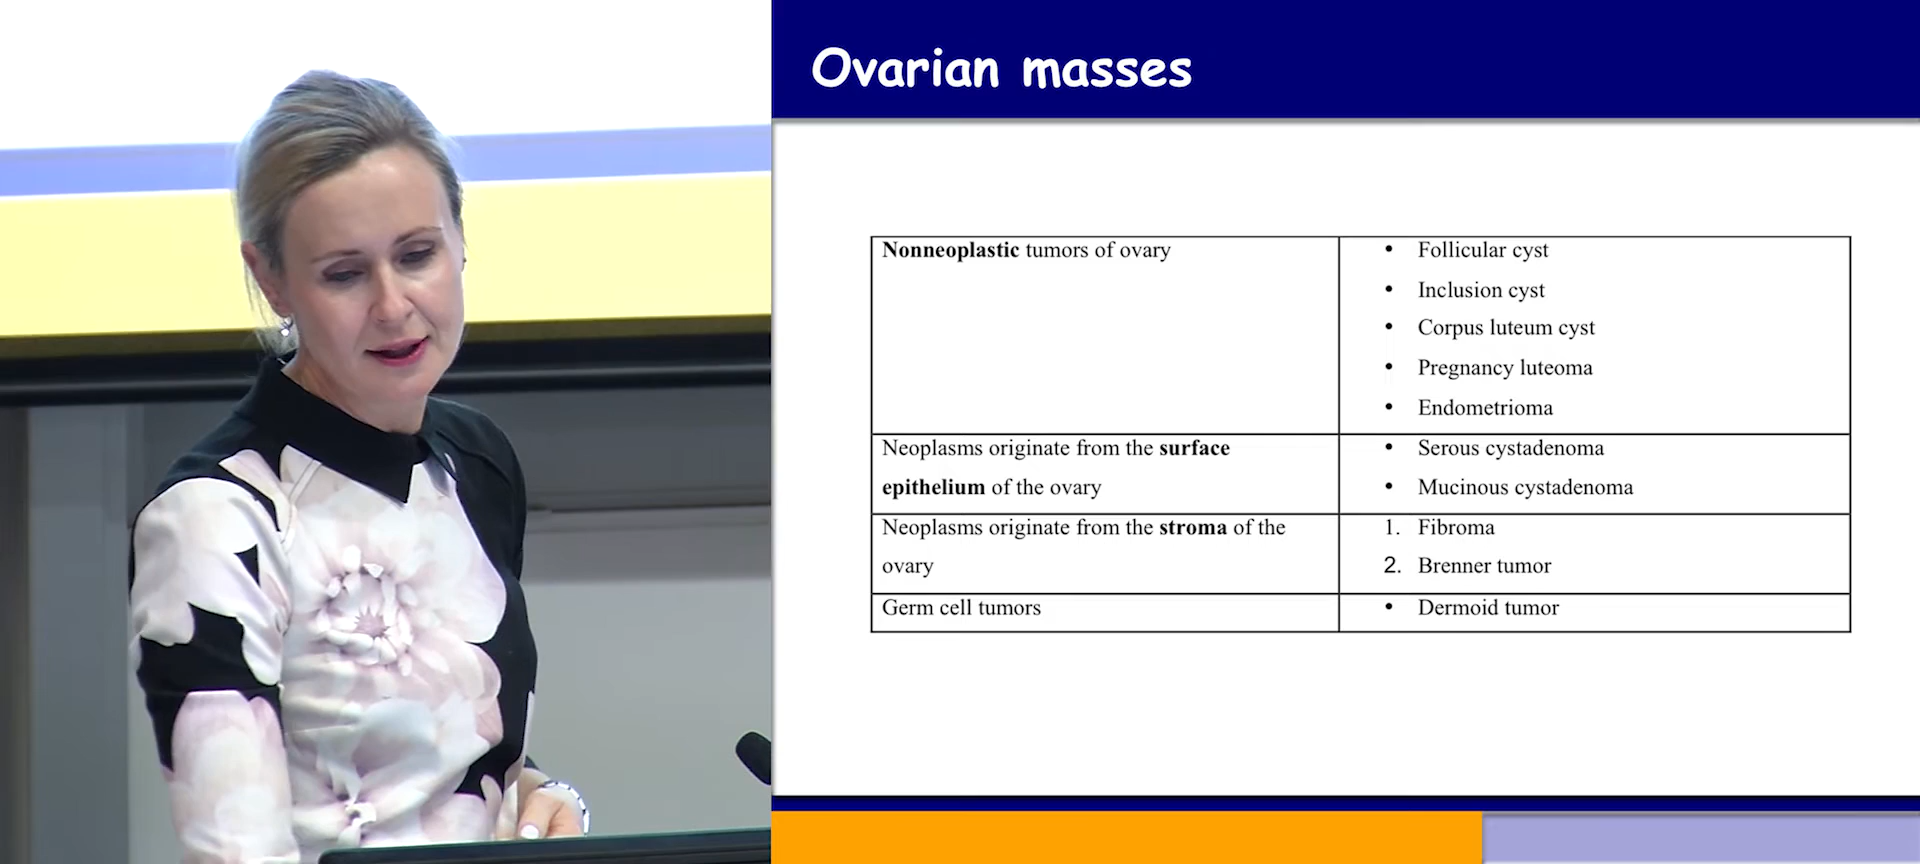 Ovarian masses
Nonneoplastic tumors of ovary
• Follicular cyst
• Inclusion cyst
• Corpus luteum cyst
• Pregnancy luteoma
• Endometrioma
Neoplasms originate from the surface
epithelium of the ovary
• Serous cystadenoma
• Mucinous cystadenoma
Neoplasms originate from the stroma of the
ovary
1. Fibroma
2. Brenner tumor
Germ cell tumors
• Dermoid tumor